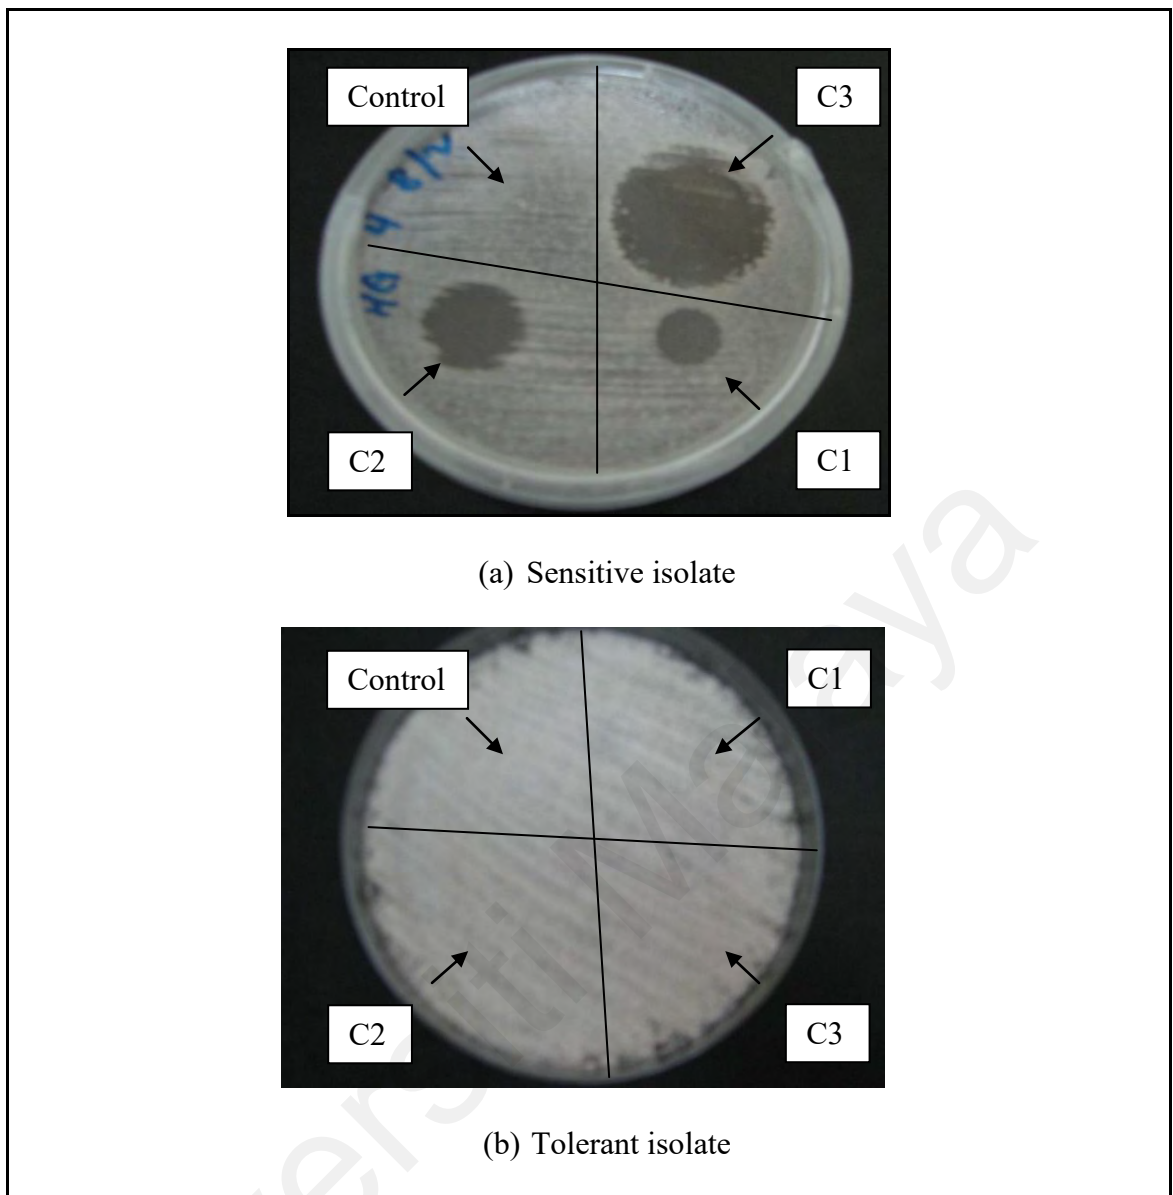 Control
C3
C2
C1
(a) Sensitive isolate
Control
C1
C2
C3
(b) Tolerant isolate